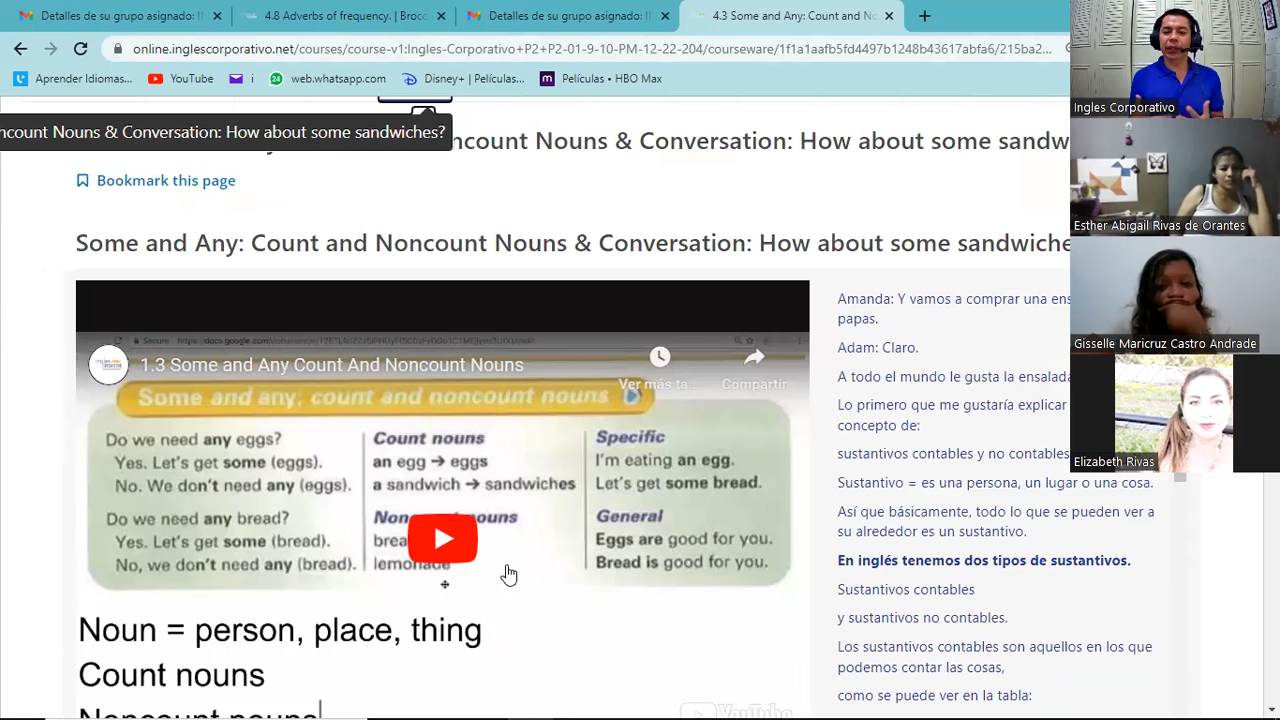 Detalles de su grupo asignado: I
4.8 Adverbs of frequency. | Broc
Detalles de su grupo asignado: I
4.3 Some and Any: Count and No
online.inglescorporativo.net/courses/course-v1:Ingles-Corporativo+P2+P2-01-9-10-PM-12-22-204/courseware/
Aprender Idiomas...
YouTube
i
web.whatsapp.com
Disney+ | Películas...
Películas • HBO Max
ncount Nouns & Conversation: How about some sandwiches?
ncount Nouns & Conversation: How about some sandw
Bookmark this page
Some and Any: Count and Noncount Nouns & Conversation: How about some sandwiche
1.3 Some and Any Count And Noncount Nouns
Ver más ta...
Compartir
Some and any, count and noncount nouns
Do we need any eggs?
Yes. Let's get some (eggs).
No. We don't need any (eggs).
Do we need any bread?
Yes. Let's get some (bread).
No, we don't need any (bread).
Count nouns
an egg → eggs
a sandwich → sandwiches
Non nouns
brea
lemonade
Specific
I'm eating an egg.
Let's get some bread.
General
Eggs are good for you.
Bread is good for you.
Noun = person, place, thing
Count nouns
Noncount nouns
YouTube
Amanda: Y vamos a comprar una ens
papas.
Adam: Claro.
A todo el mundo le gusta la ensalada
Lo primero que me gustaría explicar
concepto de:
sustantivos contables y no contables
Sustantivo = es una persona, un lugar o una cosa.
Así que básicamente, todo lo que se pueden ver a
su alrededor es un sustantivo.
En inglés tenemos dos tipos de sustantivos.
Sustantivos contables
y sustantivos no contables.
Los sustantivos contables son aquellos en los que
podemos contar las cosas,
como se puede ver en la tabla:
Ingles Corporativo
Esther Abigail Rivas de Orantes
Gisselle Maricruz Castro Andrade
Elizabeth Rivas